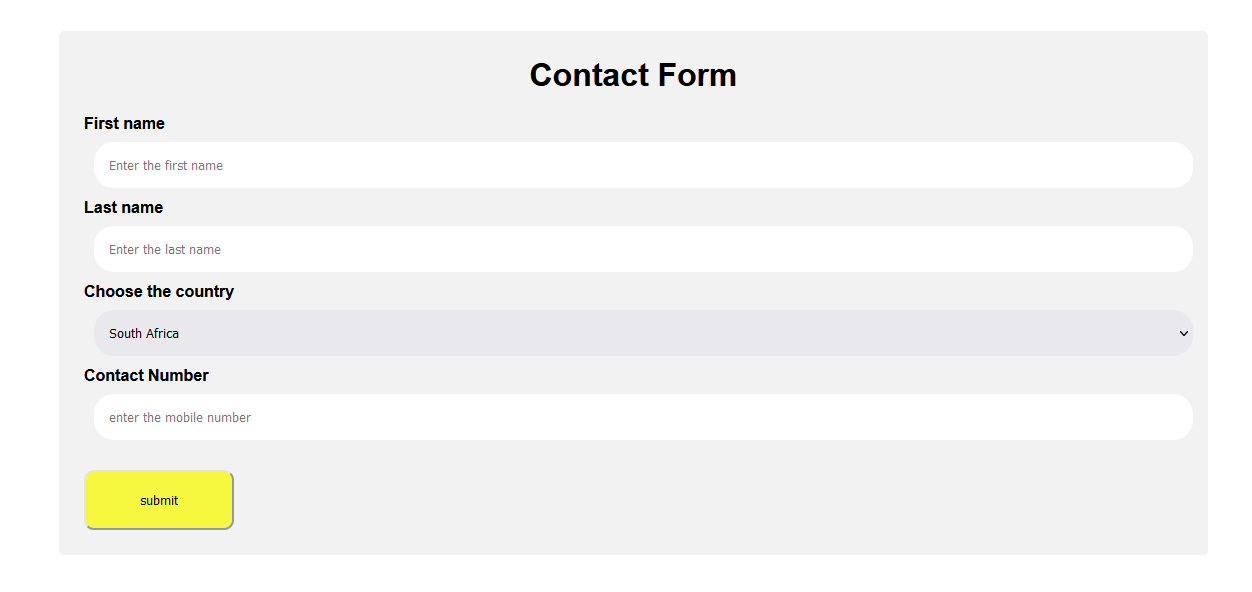 Contact Form
First name
Enter the first name
Last name
Enter the last name
Choose the country
South Africa
Contact Number
enter the mobile number
submit